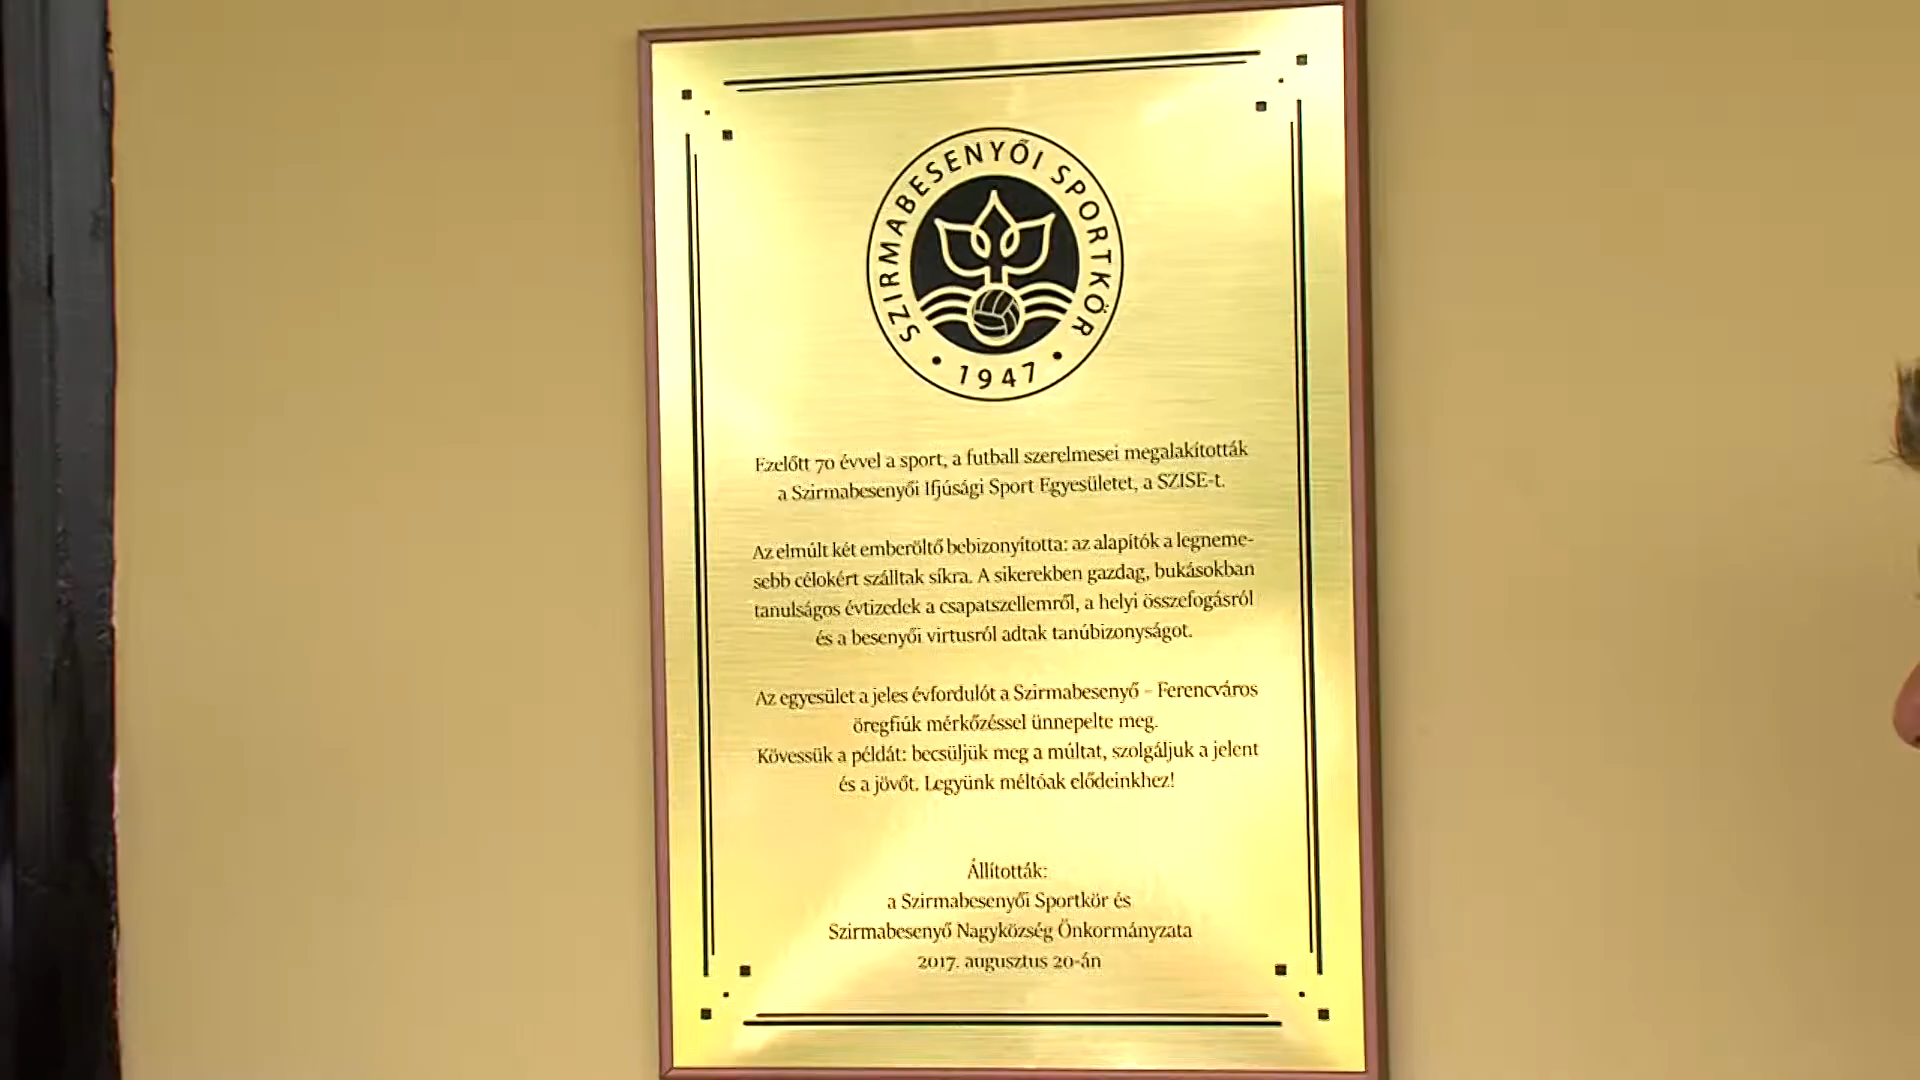 SZIRMABESENYŐI SPORTKÖR
• 1947 •
Ezelőtt 70 évvel a sport, a futball szerelmesei megalakították
a Szirmabesenyői Ifjúsági Sport Egyesületet, a SZISE-t.
Az elmúlt két emberöltő bebizonyította: az alapítók a legneme-
sebb célokért szálltak síkra. A sikerekben gazdag, bukásokban
tanulságos évtizedek a csapatszellemről, a helyi összefogásról
és a besenyői virtusról adtak tanúbizonyságot.
Az egyesület a jeles évfordulót a Szirmabesenyő – Ferencváros
öregfiúk mérkőzéssel ünnepelte meg.
Kövessük a példát: becsüljük meg a múltat, szolgáljuk a jelent
és a jövőt. Legyünk méltóak elődeinkhez!
Állították:
a Szirmabesenyői Sportkör és
Szirmabesenyő Nagyközség Önkormányzata
2017. augusztus 20-án